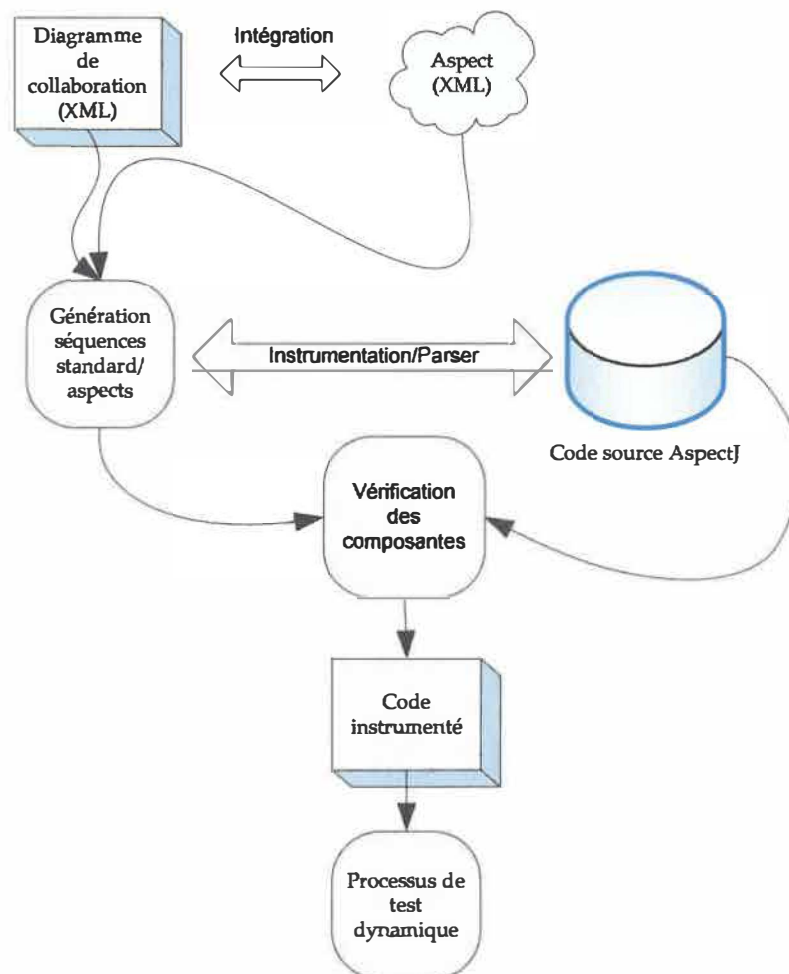 Diagramme
de
collaboration
(XML)
Intégration
Aspect
(XML)
Génération
séquences
standard/
aspects
Instrumentation/Parser
Code source AspectJ
Vérification
des
composantes
Code
instrumenté
Processus de
test
dynamique